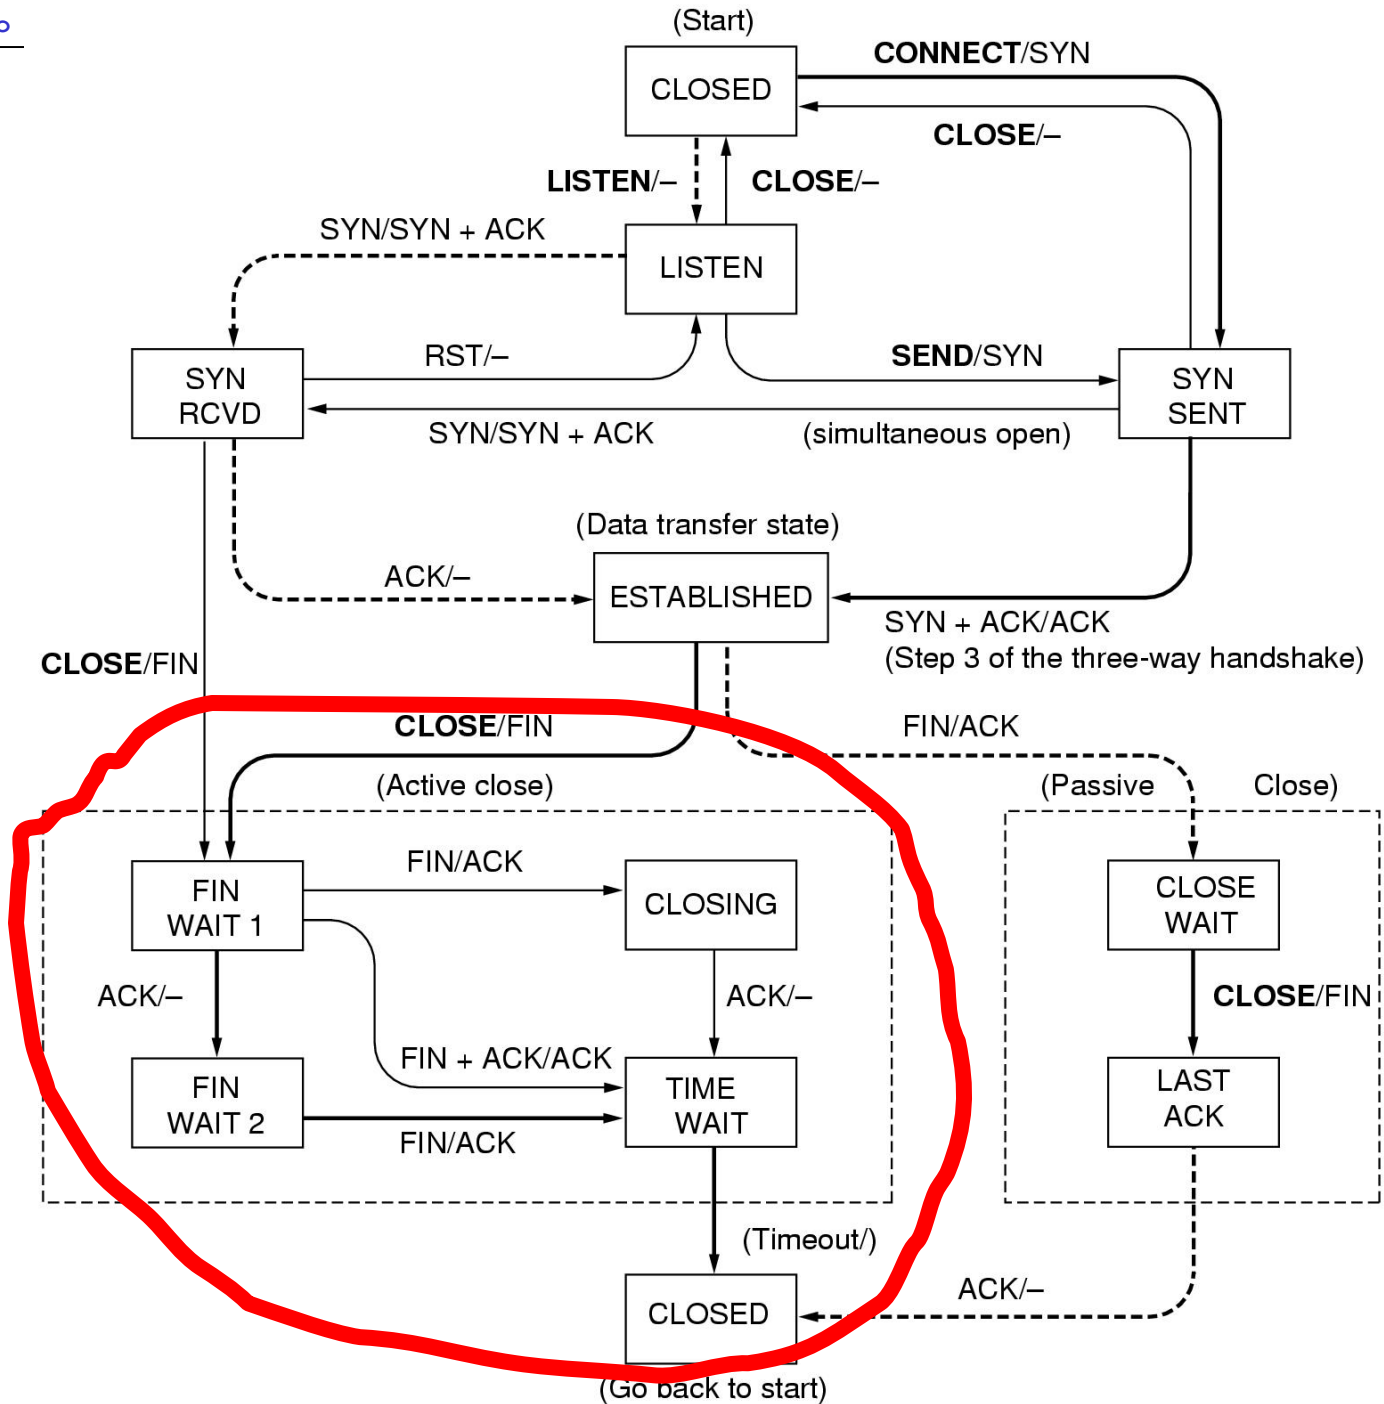 (Start)
CONNECT/SYN
CLOSED
CLOSE/–
LISTEN/–
CLOSE/–
SYN/SYN + ACK
LISTEN
RST/–
SEND/SYN
SYN
RCVD
SYN
SENT
SYN/SYN + ACK
(simultaneous open)
(Data transfer state)
ACK/–
ESTABLISHED
SYN + ACK/ACK
(Step 3 of the three-way handshake)
CLOSE/FIN
CLOSE/FIN
FIN/ACK
(Active close)
(Passive Close)
FIN/ACK
FIN
WAIT 1
CLOSING
CLOSE
WAIT
ACK/–
ACK/–
CLOSE/FIN
FIN + ACK/ACK
FIN
WAIT 2
TIME
WAIT
LAST
ACK
FIN/ACK
(Timeout/)
ACK/–
CLOSED
(Go back to start)